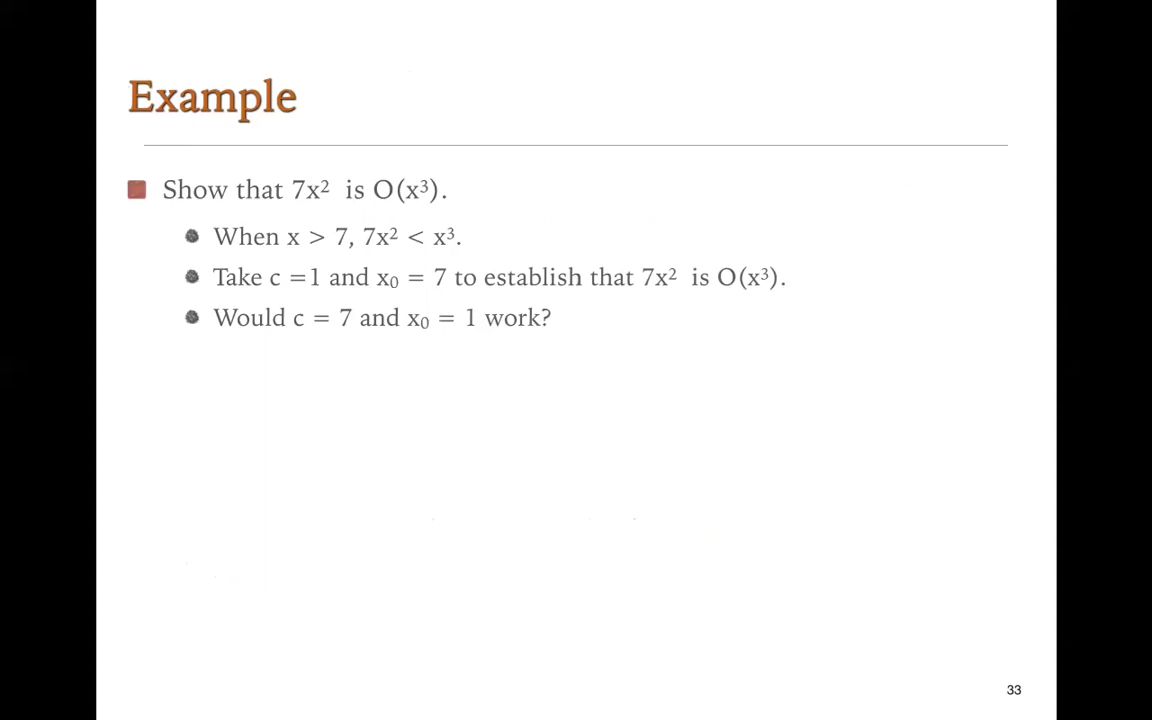 Example
Show that 7x² is O(x³).
When x > 7, 7x² < x³.
Take c =1 and x₀ = 7 to establish that 7x² is O(x³).
Would c = 7 and x₀ = 1 work?
33